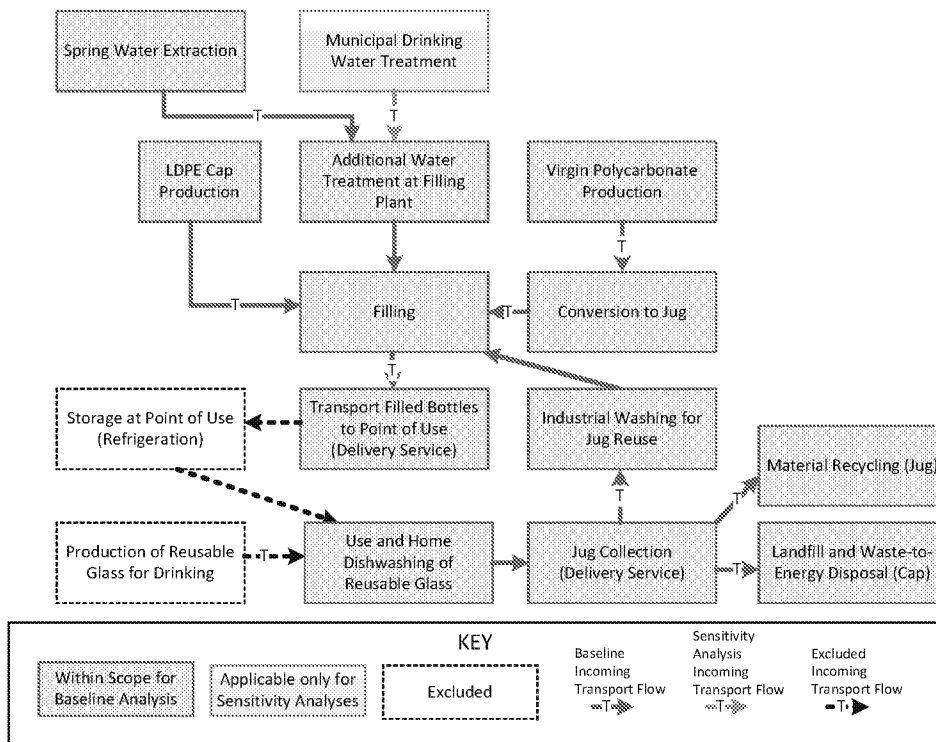 Spring Water Extraction
Municipal Drinking
Water Treatment
T
T
LDPE Cap
Production
Additional Water
Treatment at Filling
Plant
Virgin Polycarbonate
Production
T
T
Filling
T
Conversion to Jug
T
Storage at Point of Use
(Refrigeration)
Transport Filled Bottles
to Point of Use
(Delivery Service)
Industrial Washing for
Jug Reuse
Material Recycling (Jug)
T
T
Production of Reusable
Glass for Drinking
T
Use and Home
Dishwashing of
Reusable Glass
Jug Collection
(Delivery Service)
T
Landfill and Waste-to-
Energy Disposal (Cap)
KEY
Within Scope for
Baseline Analysis
Applicable only for
Sensitivity Analyses
Excluded
Baseline
Incoming
Transport Flow
T
Sensitivity
Analysis
Incoming
Transport Flow
T
Excluded
Incoming
Transport Flow
T